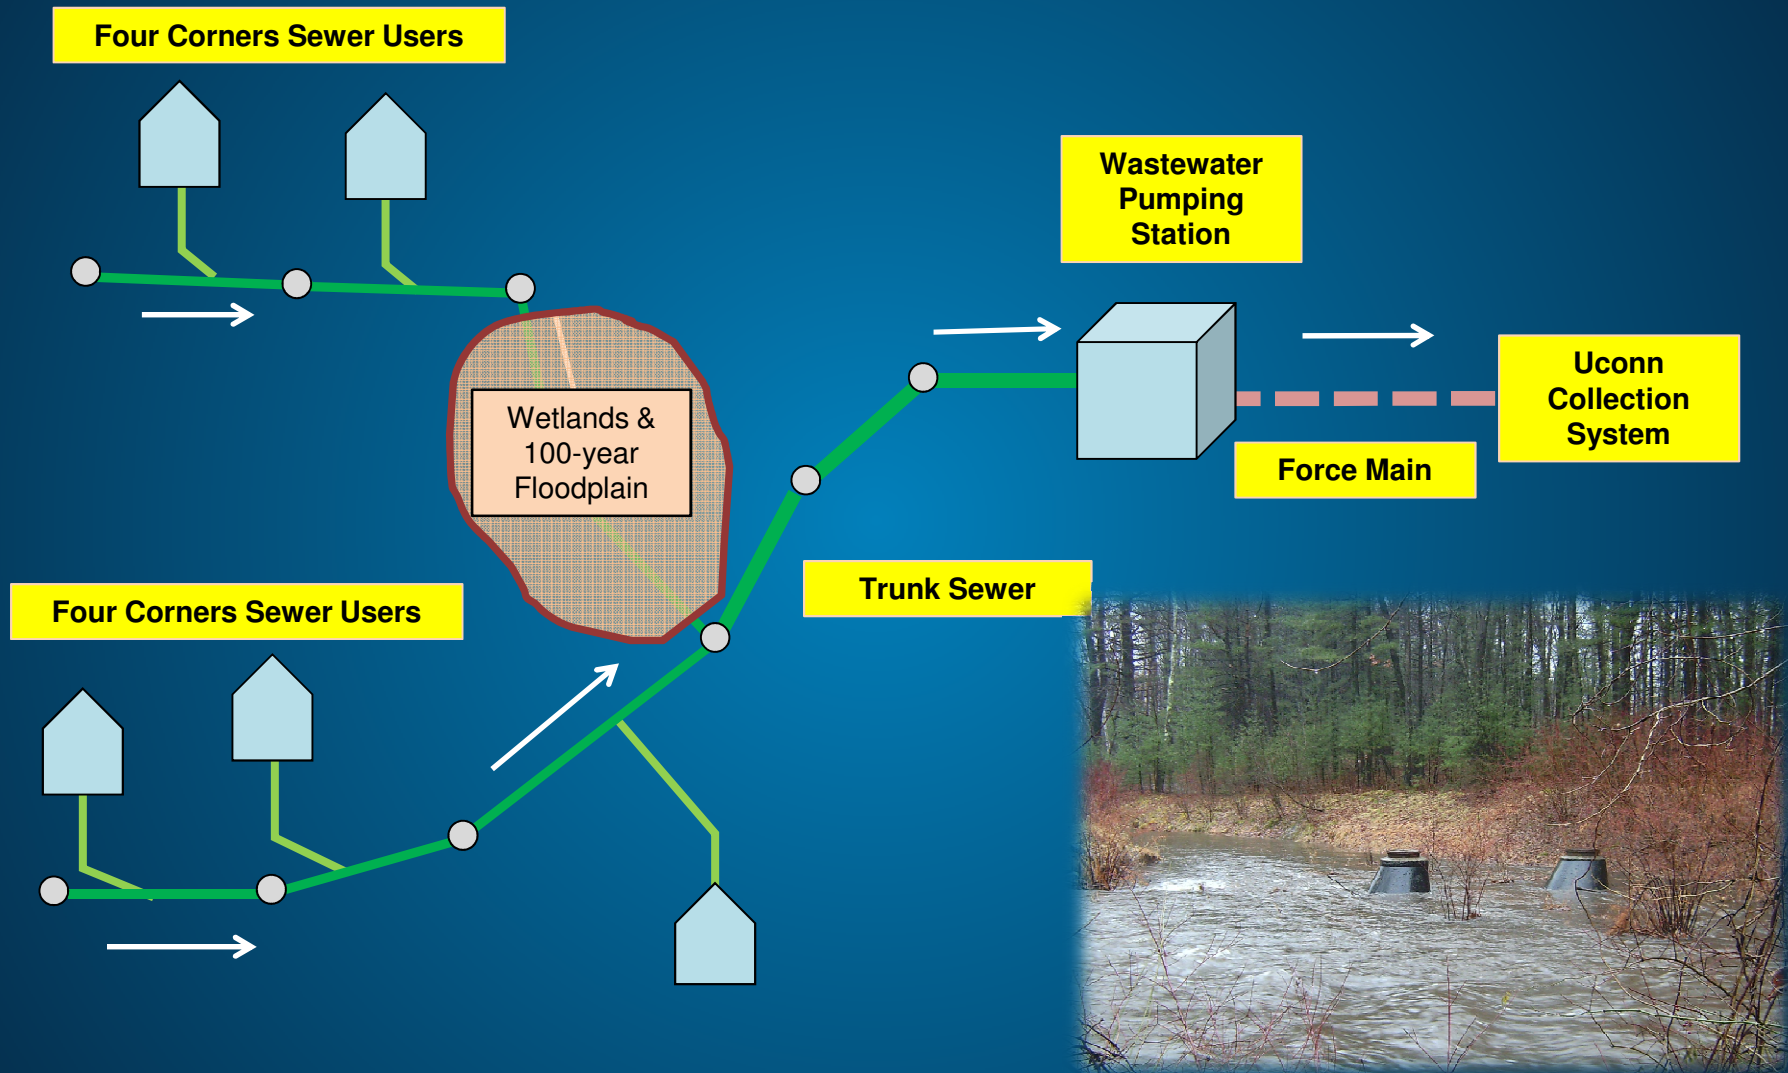 Four Corners Sewer Users
Wastewater
Pumping
Station
Uconn
Collection
System
Wetlands &
100-year
Floodplain
Force Main
Trunk Sewer
Four Corners Sewer Users